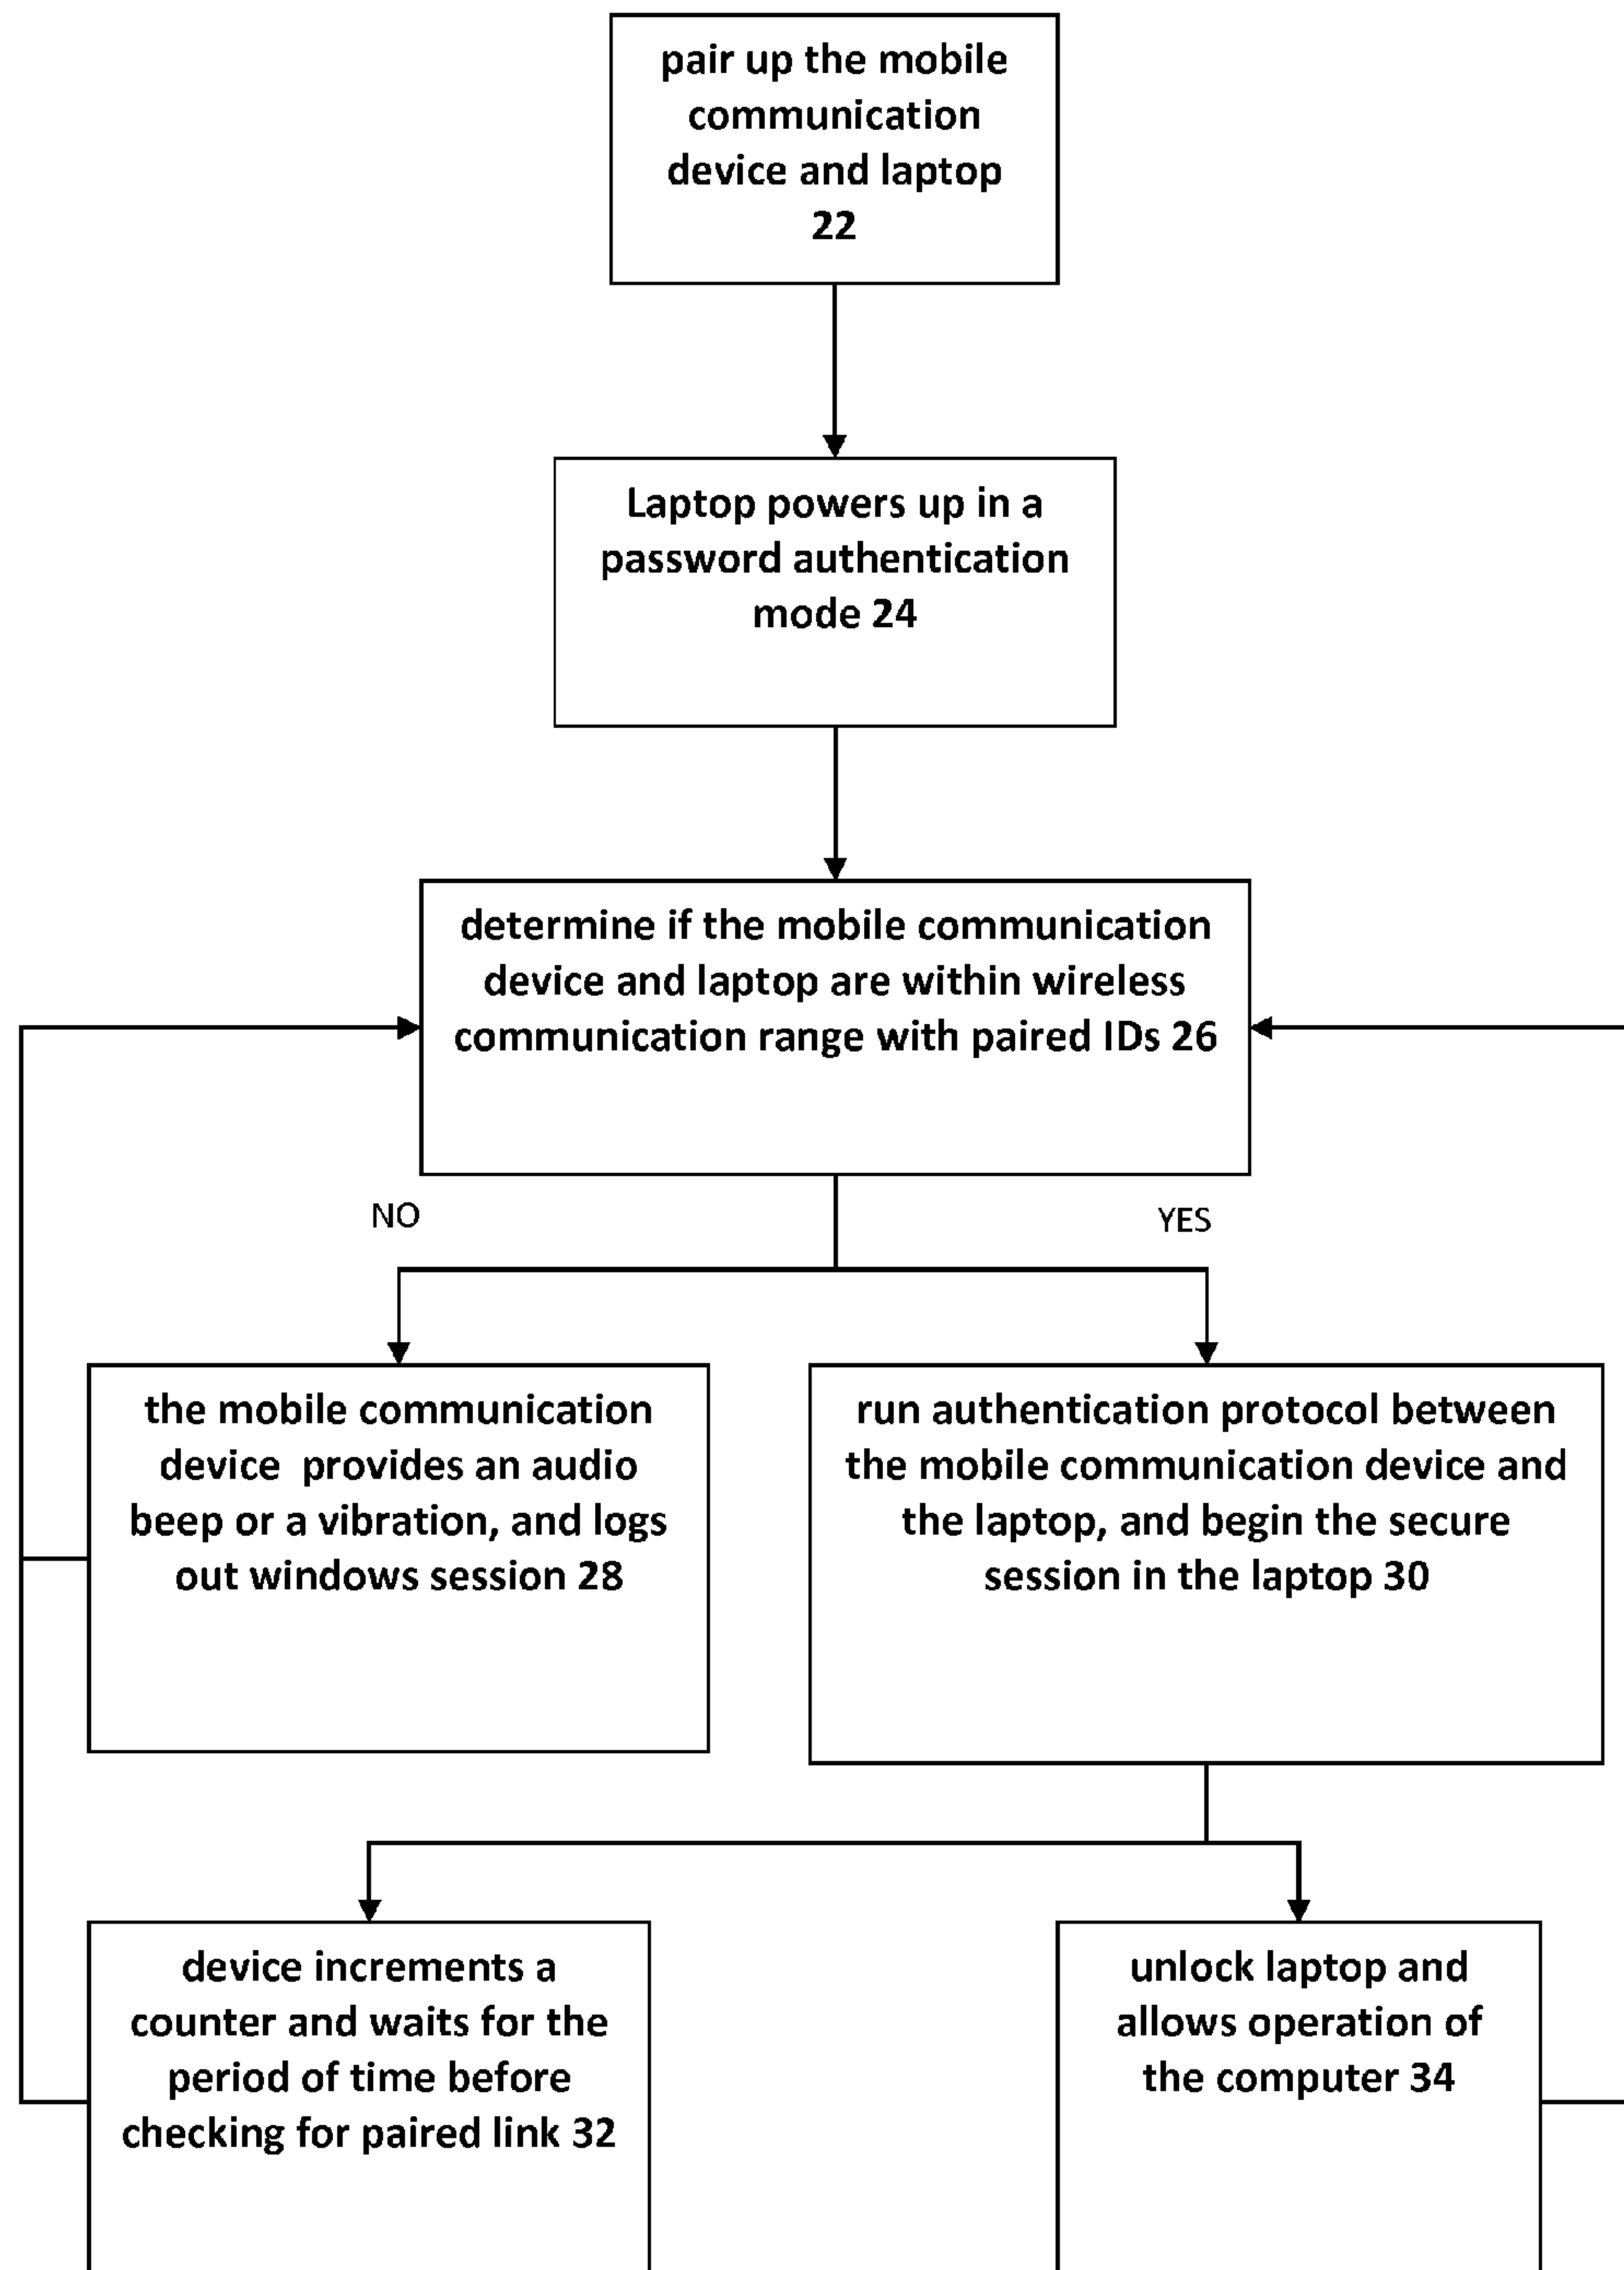 pair up the mobile
communication
device and laptop
22
Laptop powers up in a
password authentication
mode 24
determine if the mobile communication
device and laptop are within wireless
communication range with paired IDs 26
NO
YES
the mobile communication
device  provides an audio
beep or a vibration, and logs
out windows session 28
run authentication protocol between
the mobile communication device and
the laptop, and begin the secure
session in the laptop 30
device increments a
counter and waits for the
period of time before
checking for paired link 32
unlock laptop and
allows operation of
the computer 34